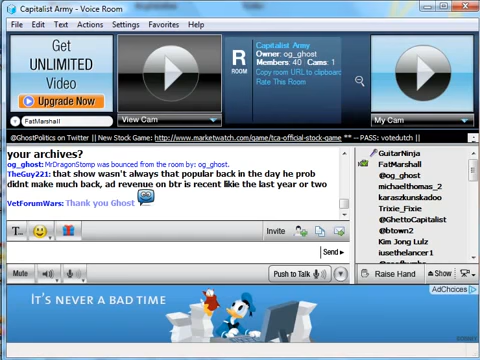 Capitalist Army - Voice Room
File Edit Text Actions Settings Favorites Help
Get
UNLIMITED
Video
Upgrade Now
FatMarshall
View Cam
R
ROOM
Capitalist Army
Owner: og_ghost
Members: 40 Cams: 1
Copy room URL to clipboard
Rate This Room
My Cam
@GhostPolitics on Twitter || New Stock Game: http://www.marketwatch.com/game/tca-official-stock-game ** -- PASS: votedutch ||
your archives?
og_ghost: MrDragonStomp was bounced from the room by: og_ghost.
TheGuy221: that show wasn't always that popular back in the day he prob
didnt make much back, ad revenue on btr is recent likie the last year or two
VetForumWars: Thank you Ghost
GuitarNinja
FatMarshall
@og_ghost
michaelthomas_2
karaszkunskazoo
Trixie_Fixie
@GhettoCapitalist
@btown2
Kim Jong Lulz
iusethelancer1
T...
Invite
Send
Mute
Push to Talk
Raise Hand
Show
AdChoices
IT'S NEVER A BAD TIME